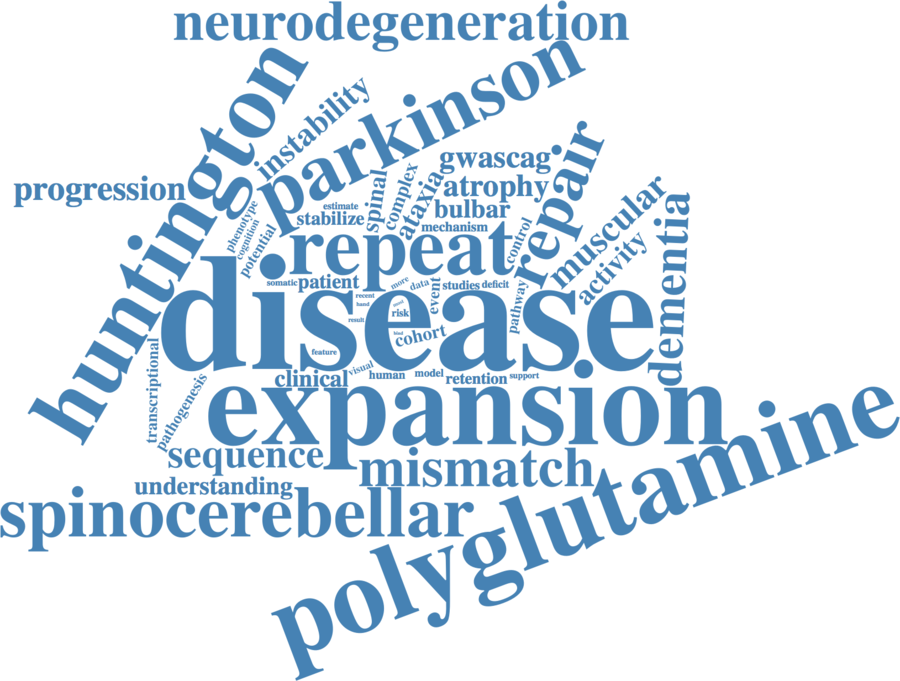 neurodegeneration
huntington
parkinson
instability
progression
gwascag
repair
atrophy
muscular
spinal
complex
ataxia
bulbar
estimate
stabilize
mechanism
phenotype
cognition
potential
control
activity
dementia
repeat
somatic
patient
more
data
event
studies
deficit
pathway
recent
hand
most
risk
result
kind
cohort
disease
feature
visual
clinical
human
model
retention
support
transcriptional
pathogenesis
expansion
sequence
mismatch
understanding
spinocerebellar
polyglutamine